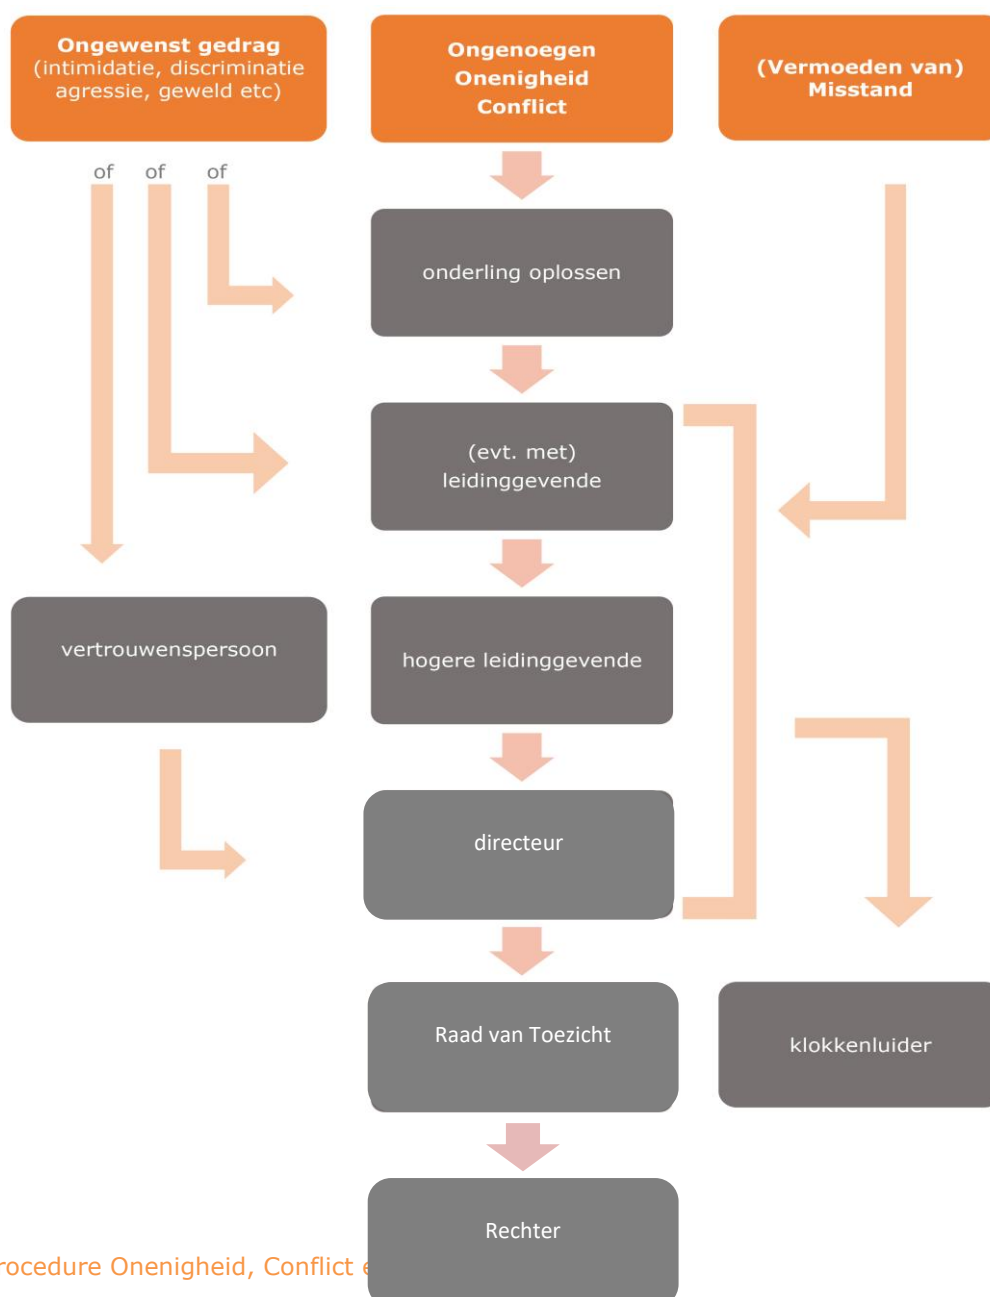 Ongewenst gedrag
(intimidatie, discriminatie
agressie, geweld etc)
Ongenoegen
Onenigheid
Conflict
(Vermoeden van)
Misstand
of of of
onderling oplossen
(evt. met)
leidinggevende
vertrouwenspersoon
hogere leidinggevende
directeur
Raad van Toezicht
klokkenluider
Rechter
rocedure Onenigheid, Conflict